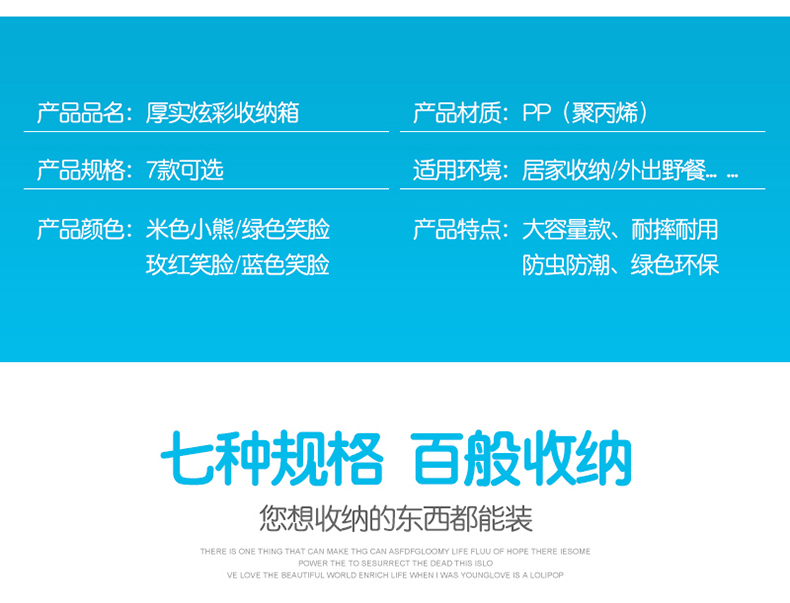 产品品名：厚实炫彩收纳箱
产品材质：PP（聚丙烯）
产品规格：7款可选
适用环境：居家收纳/外出野餐... ...
产品颜色：米色小熊/绿色笑脸
玫红笑脸/蓝色笑脸
产品特点：大容量款、耐摔耐用
防虫防潮、绿色环保
七种规格 百般收纳
您想收纳的东西都能装
THERE IS ONE THING THAT CAN MAKE THG CAN ASFDFGLOOMY LIFE FLUU OF HOPE THERE IESOME
POWER THE TO SESURRECT THE DEAD THIS ISLO
VE LOVE THE BEAUTIFUL WORLD ENRICH LIFE WHEN I WAS YOUNGLOVE IS A LOLIPOP